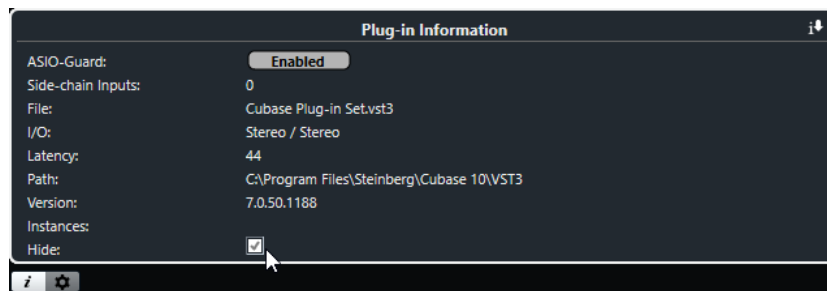 Plug-in Information
i
ASIO-Guard: Enabled
Side-chain Inputs: 0
File: Cubase Plug-in Set.vst3
I/O: Stereo / Stereo
Latency: 44
Path: C:\Program Files\Steinberg\Cubase 10\VST3
Version: 7.0.50.1188
Instances:
Hide:
i